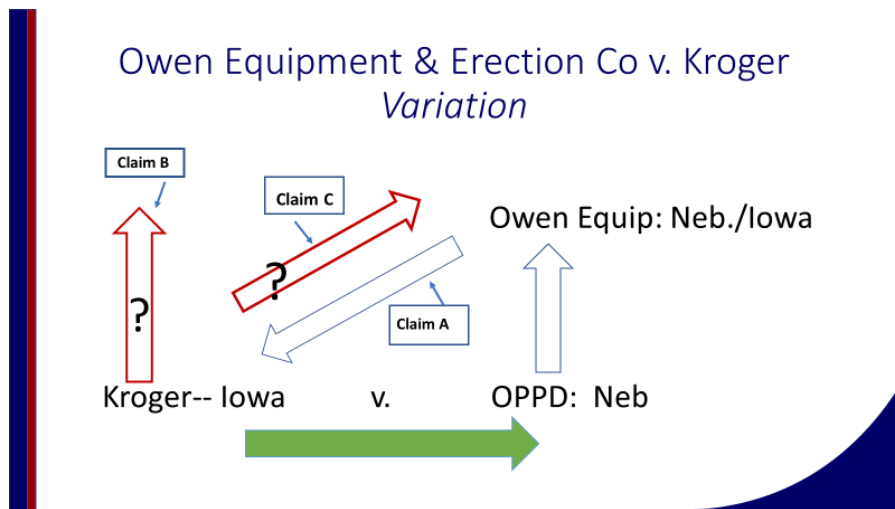 Owen Equipment & Erection Co v. Kroger
Variation
Claim B
Claim C
Owen Equip: Neb./Iowa
?
?
Claim A
Kroger-- Iowa v. OPPD: Neb